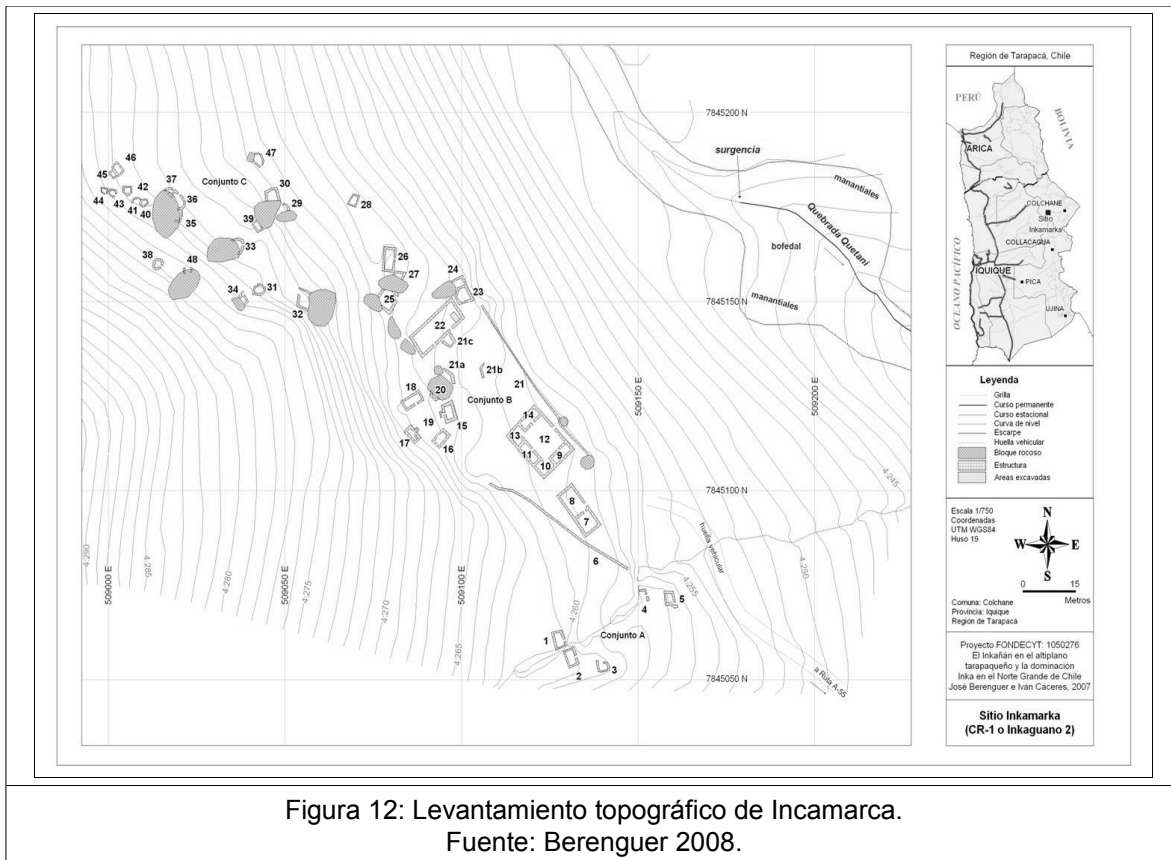 7845200 N
surgencia
manantiales
Quebrada Quetani
bofedal
manantiales
7845150 N
47
46
45
Conjunto C
42
37
30
44
43
41
40
36
29
28
35
39
33
38
48
26
27
24
23
34
31
25
32
22
21c
21a
21b
21
20
18
Conjunto B
19
15
14
13
12
17
16
11
9
10
509150 E
509200 E
4.245
7845100 N
8
7
huella vehicular
6
4.290
509000 E
4.285
4.280
509050 E
4.275
4.270
509100 E
4.265
4.260
4.255
4.250
4
5
1
Conjunto A
2
3
a Ruta A-55
7845050 N
Región de Tarapacá, Chile
PERÚ
BOLIVIA
ARICA
COLCHANE
Sitio
Inkamarka
COLLACAGUA
OCEANO PACÍFICO
IQUIQUE
PICA
UJINA
Leyenda
Grilla
Curso permanente
Curso estacional
Curva de nivel
Escarpe
Huella vehicular
Bloque rocoso
Estructura
Areas excavadas
Escala 1/750
Coordenadas
UTM WGS84
Huso 19
N
W
E
S
0 15
Metros
Comuna: Colchane
Provincia: Iquique
Región de Tarapacá
Proyecto FONDECYT: 1050276
El Inkañán en el altiplano
tarapaqueño y la dominación
Inka en el Norte Grande de Chile
José Berenguer e Iván Cáceres, 2007
Sitio Inkamarka
(CR-1 o Inkaguano 2)
Figura 12: Levantamiento topográfico de Incamarca.
Fuente: Berenguer 2008.